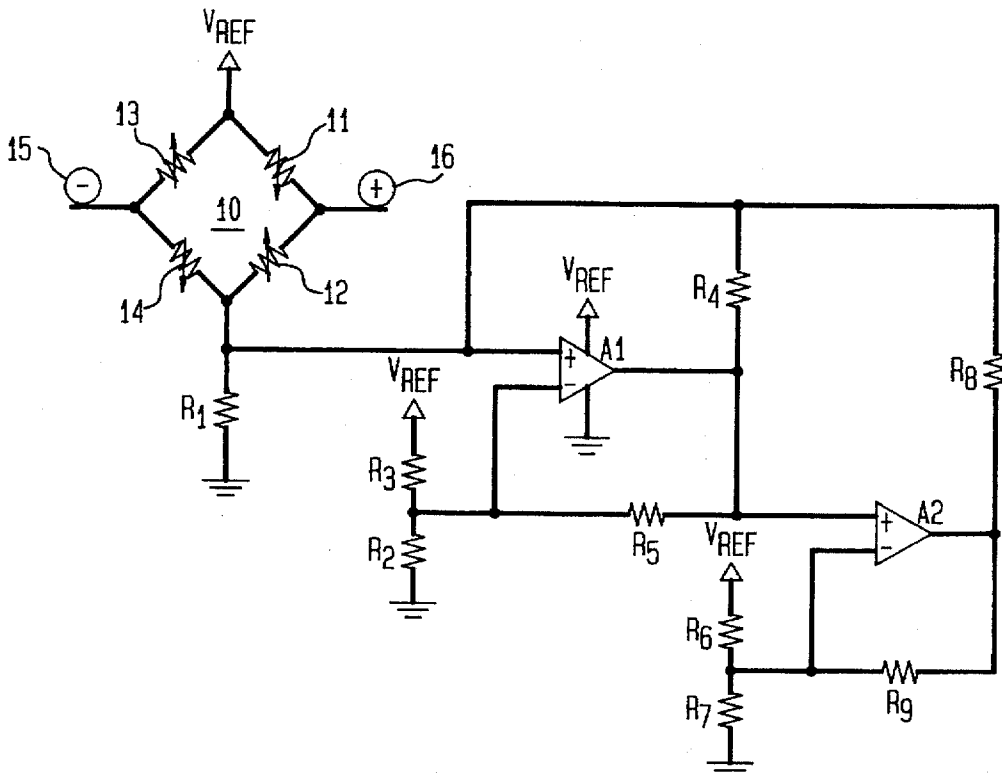 VREF
13
11
15
−
16
+
10
14
12
VREF
R4
A1
+
−
R8
VREF
R1
R3
R2
R5
A2
+
−
VREF
R6
R7
R9